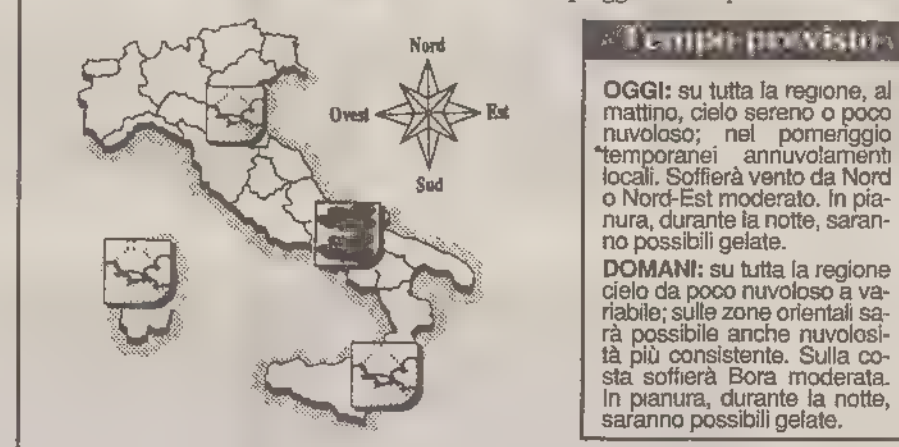 Nord
Ovest
Est
Sud
Tempo previsto
OGGI: su tutta la regione, al
mattino, cielo sereno o poco
nuvoloso; nel pomeriggio
temporanei annuvolamenti
locali. Soffierà vento da Nord
o Nord-Est moderato. In pia-
nura, durante la notte, saran-
no possibili gelate.
DOMANI: su tutta la regione
cielo da poco nuvoloso a va-
riabile; sulle zone orientali sa-
rà possibile anche nuvolosi-
tà più consistente. Sulla co-
sta soffierà Bora moderata.
In pianura, durante la notte,
saranno possibili gelate.